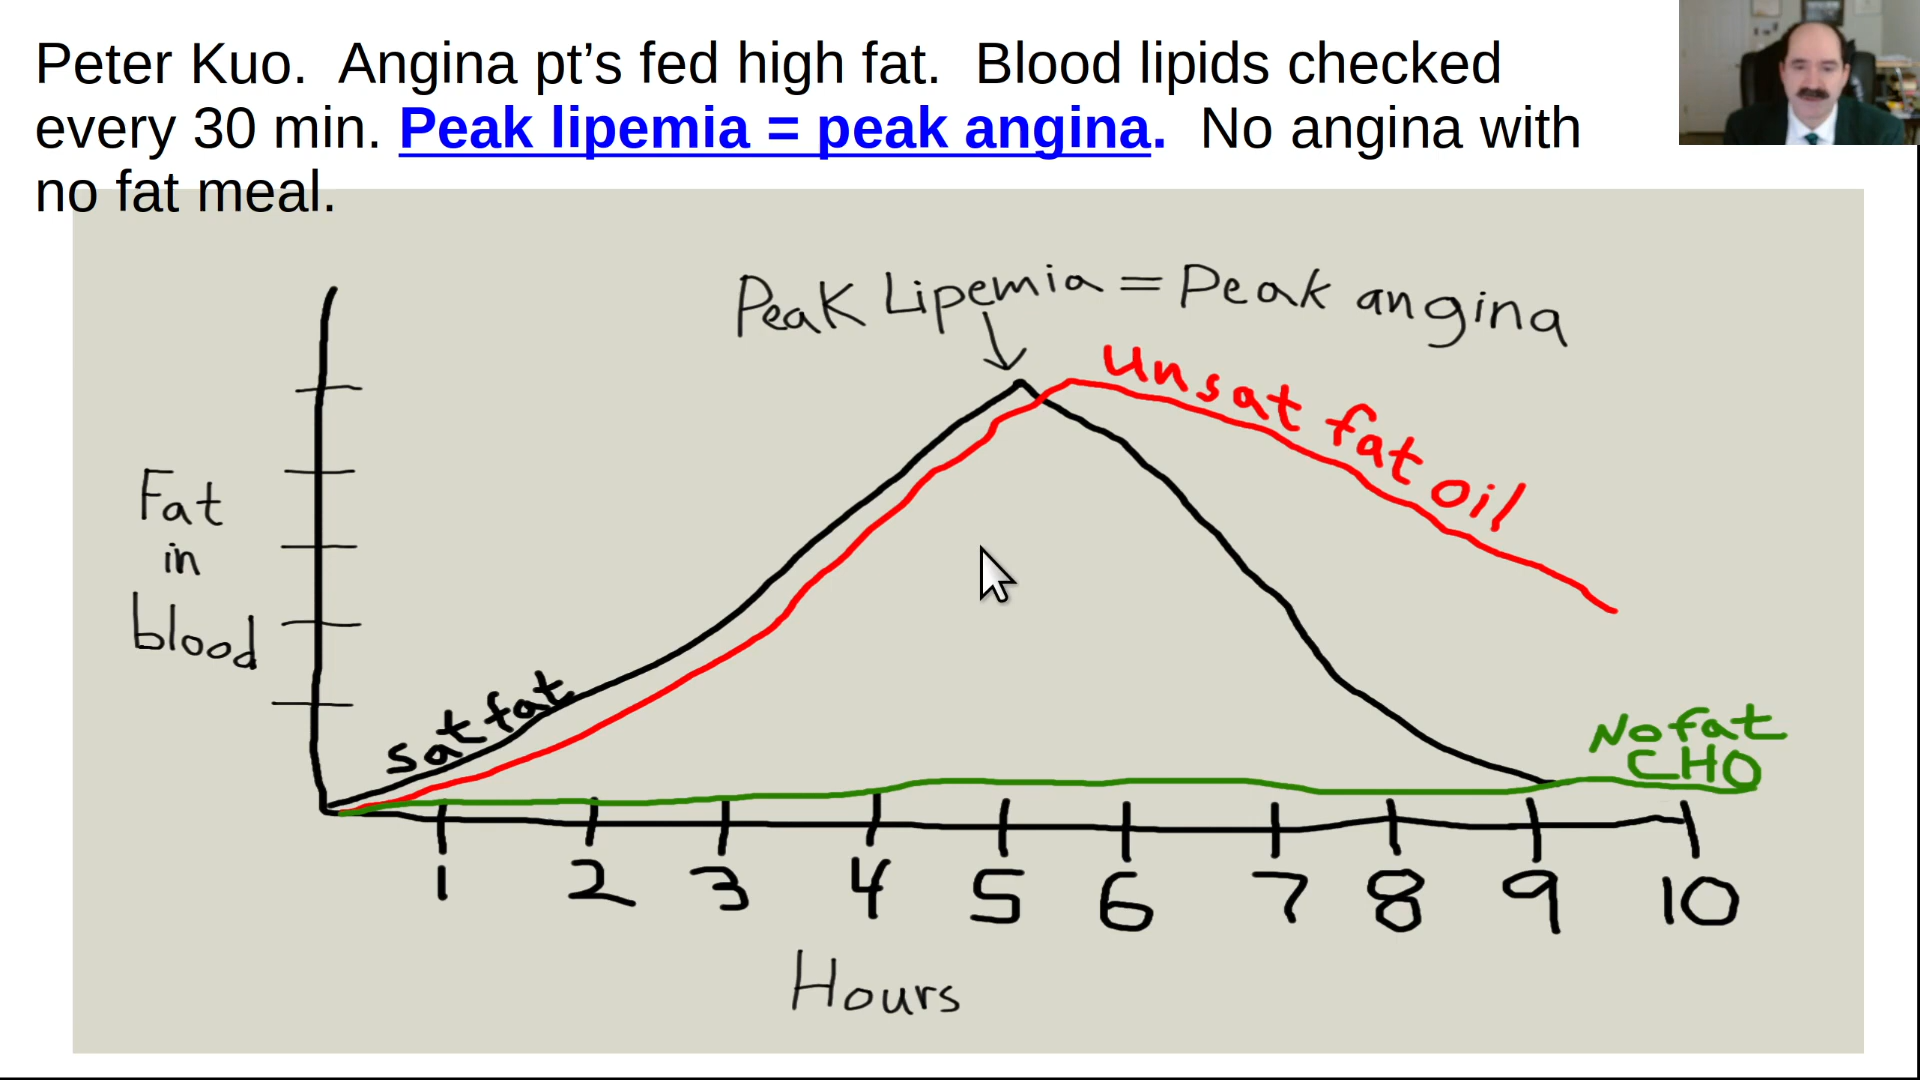 Peter Kuo.  Angina pt’s fed high fat.  Blood lipids checked
every 30 min. Peak lipemia = peak angina.  No angina with
no fat meal.
Peak Lipemia = Peak angina
unsat fat oil
Fat
in
blood
sat fat
No fat
CHO
1 2 3 4 5 6 7 8 9 10
Hours